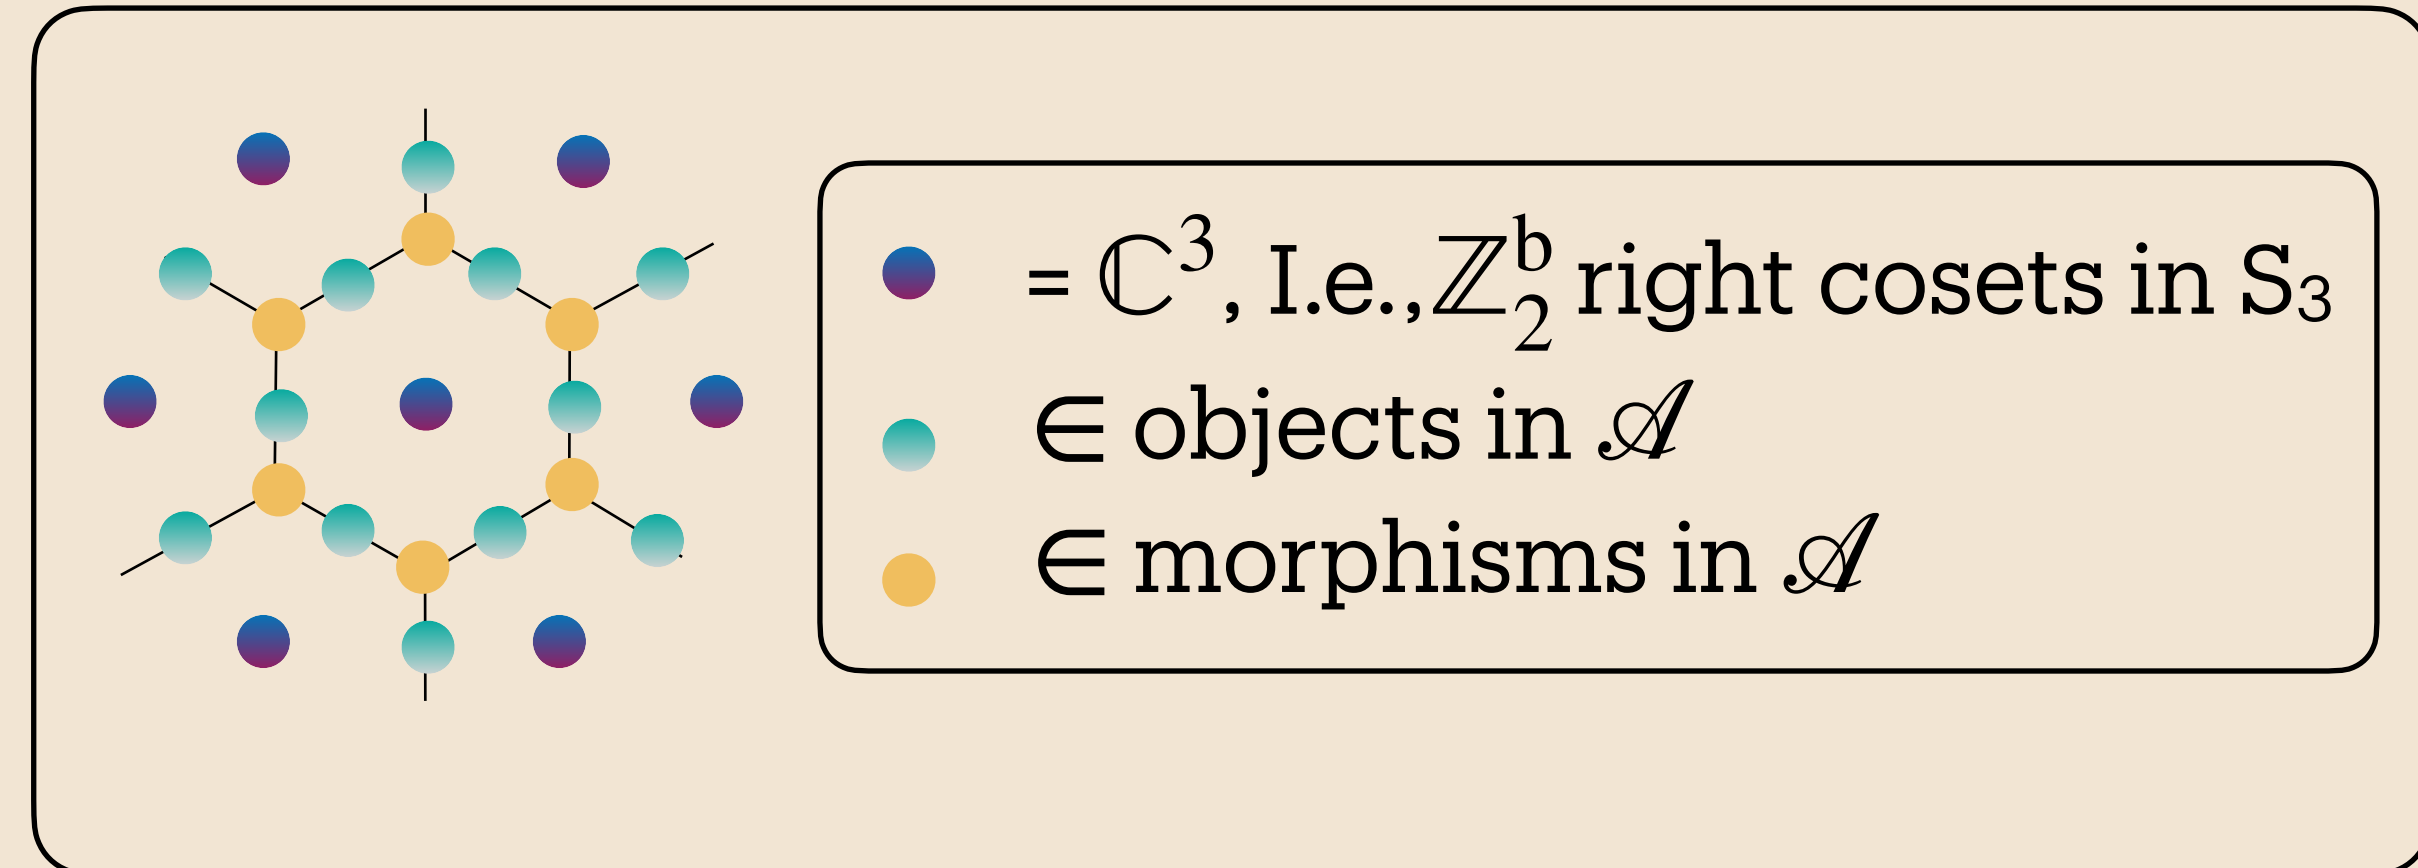 = ℂ³, I.e.,ℤ₂ᵇ right cosets in S₃
∈ objects in 𝒜
∈ morphisms in 𝒜